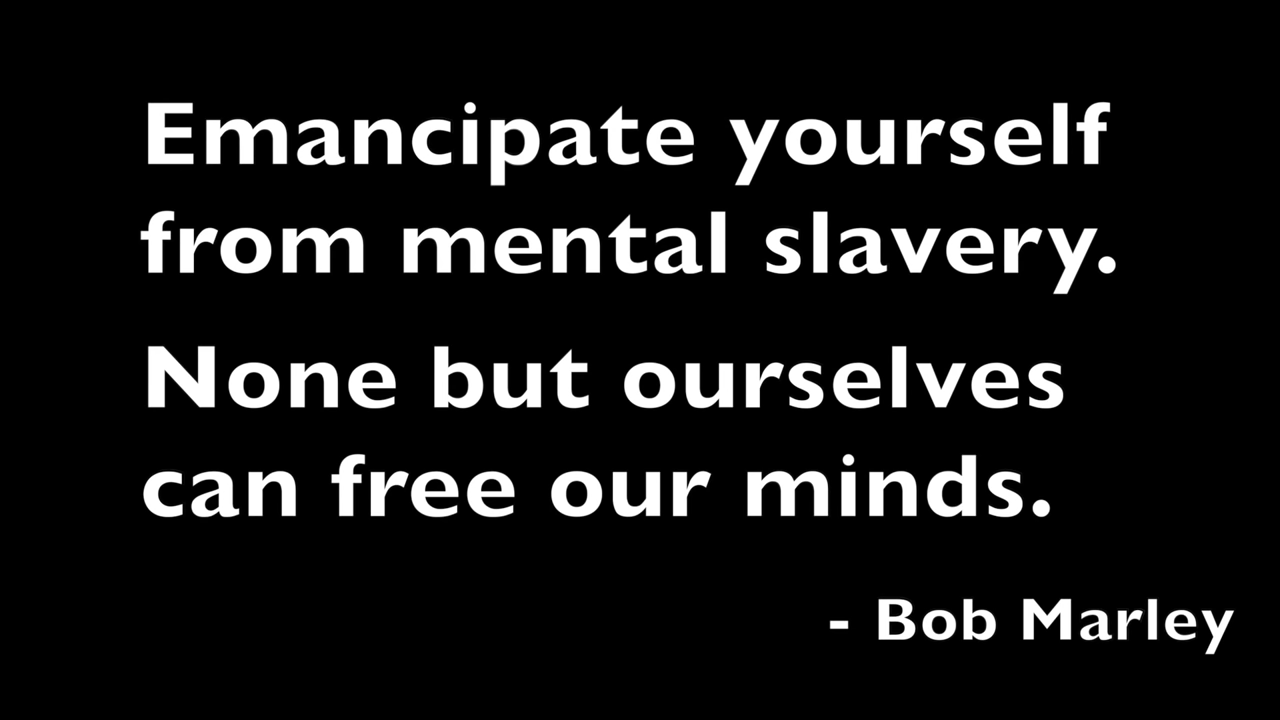 Emancipate yourself
from mental slavery.
None but ourselves
can free our minds.
- Bob Marley